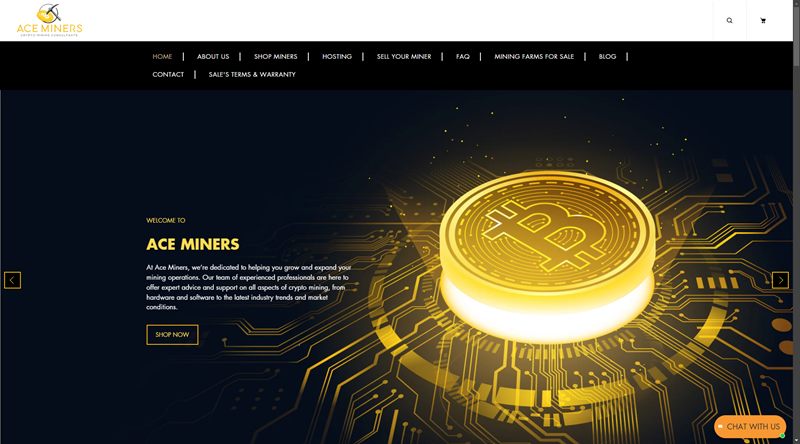 ACE MINERS
CRYPTO MINING CONSULTANTS
HOME
ABOUT US
SHOP MINERS
HOSTING
SELL YOUR MINER
FAQ
MINING FARMS FOR SALE
BLOG
CONTACT
SALE'S TERMS & WARRANTY
WELCOME TO
ACE MINERS
At Ace Miners, we're dedicated to helping you grow and expand your
mining operations. Our team of experienced professionals are here to
offer expert advice and support on all aspects of crypto mining, from
hardware and software to the latest industry trends and market
conditions.
SHOP NOW
CHAT WITH US